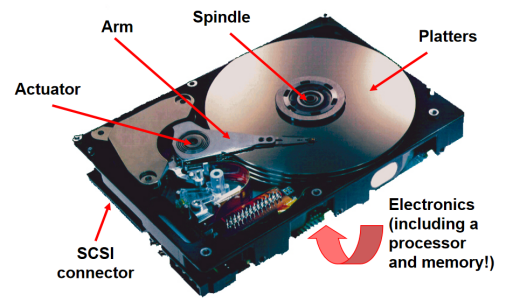 Spindle
Arm
Platters
Actuator
Electronics
(including a
processor
and memory!)
SCSI
connector